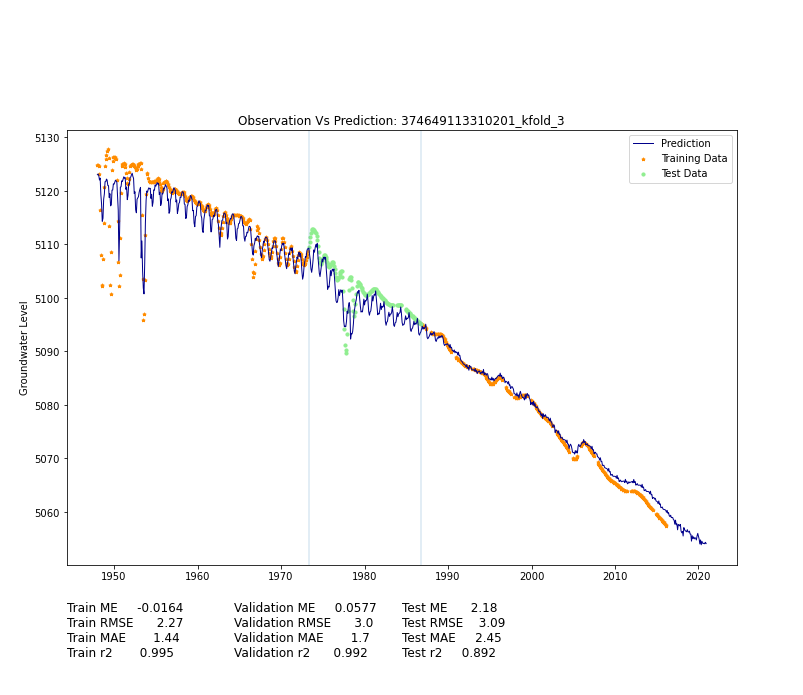 Observation Vs Prediction: 374649113310201_kfold_3
5130
5120
5110
5100
5090
5080
5070
5060
Groundwater Level
Prediction
Training Data
Test Data
1950 1960 1970 1980 1990 2000 2010 2020
Train ME -0.0164 Validation ME 0.0577 Test ME 2.18
Train RMSE 2.27 Validation RMSE 3.0 Test RMSE 3.09
Train MAE 1.44 Validation MAE 1.7 Test MAE 2.45
Train r2 0.995 Validation r2 0.992 Test r2 0.892